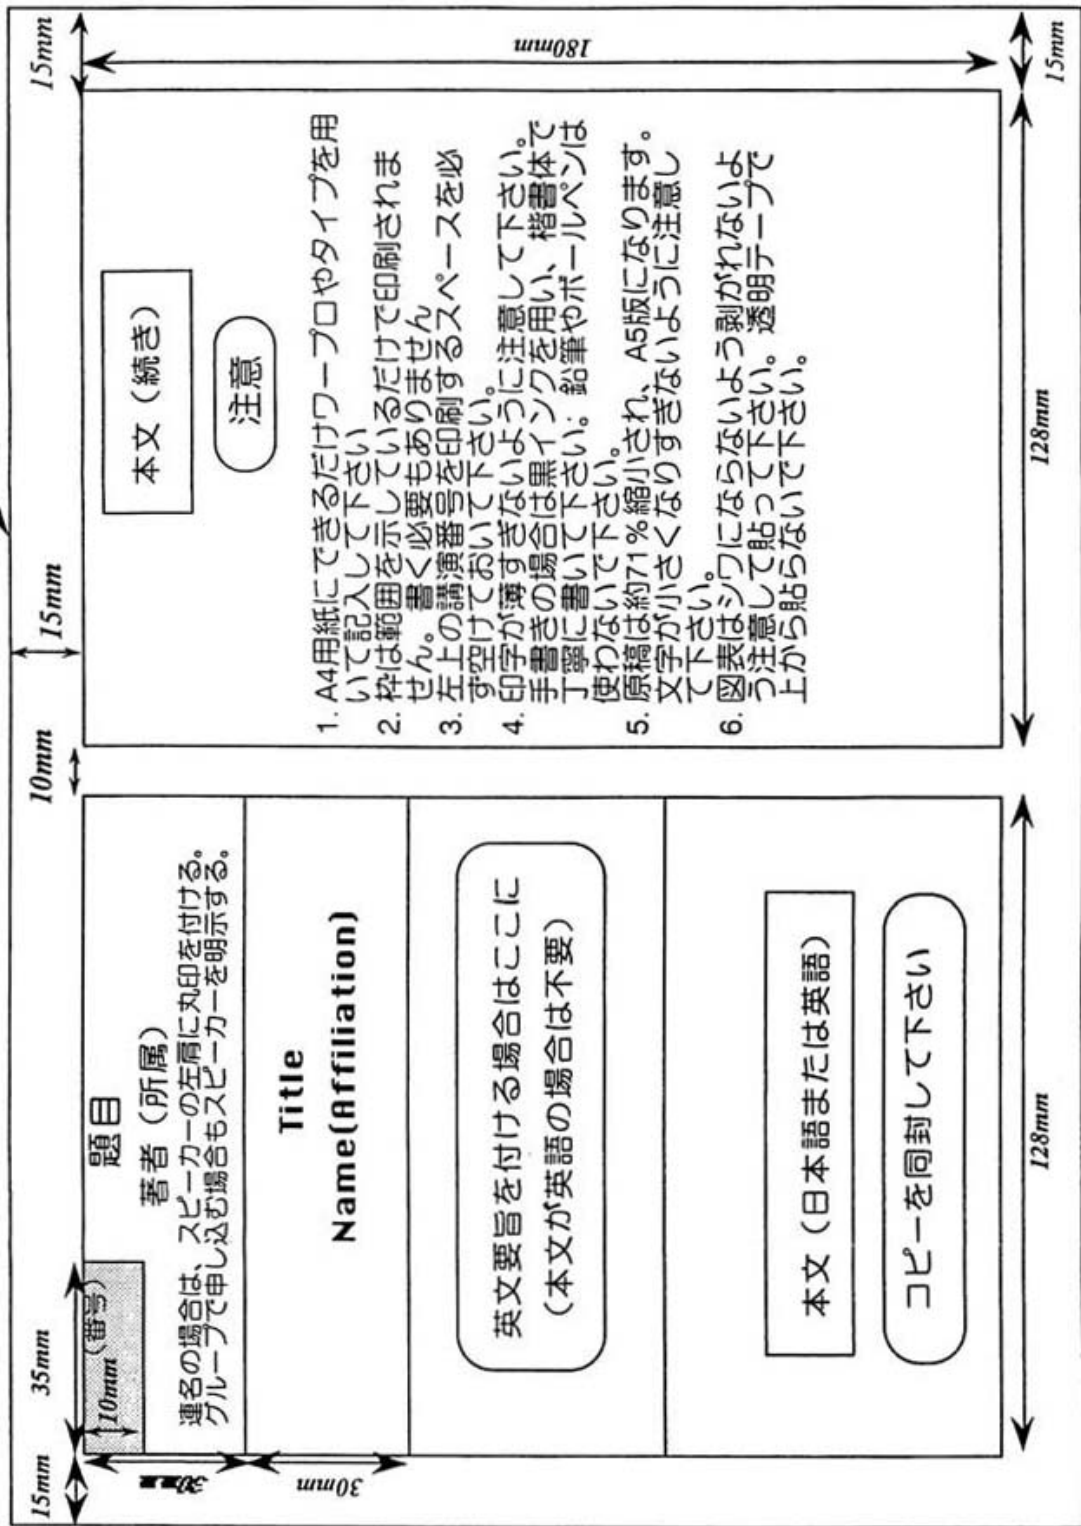 15mm
35mm
10mm
15mm
15mm
(番号)
10mm
題目
著者(所属)
連名の場合は、スピーカーの左肩に丸印を付ける。
グループで申し込む場合もスピーカーを明示する。
30mm
Title
Name(Affiliation)
30mm
英文要旨を付ける場合はここに
(本文が英語の場合は不要)
本文(日本語または英語)
コピーを同封して下さい
128mm
本文(続き)
注意
1. A4用紙にできるだけワープロやタイプを用
いて記入して下さい
2. 枠は範囲を示しているだけで印刷されま
せん。書く必要もありません
3. 左上の講演番号を印刷するスペースを必
ず空けておいて下さい。
4. 印字が薄すぎないように注意して下さい。
手書きの場合は黒インクを用い、楷書体で
丁寧に書いて下さい；鉛筆やボールペンは
使わないで下さい。
5. 原稿は約71%縮小され、A5版になります。
文字が小さくなりすぎないように注意し
て下さい。
6. 図表はシワにならないよう剥がれないよ
う注意して貼って下さい。透明テープで
上から貼らないで下さい。
180mm
128mm
15mm